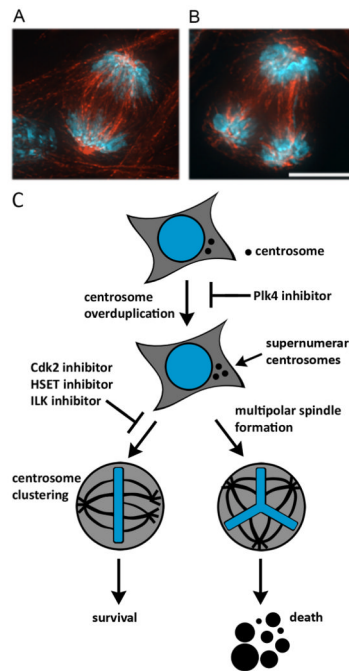 A
B
C
centrosome
centrosome
overduplication
Plk4 inhibitor
supernumerar
centrosomes
Cdk2 inhibitor
HSET inhibitor
ILK inhibitor
multipolar spindle
formation
centrosome
clustering
survival
death